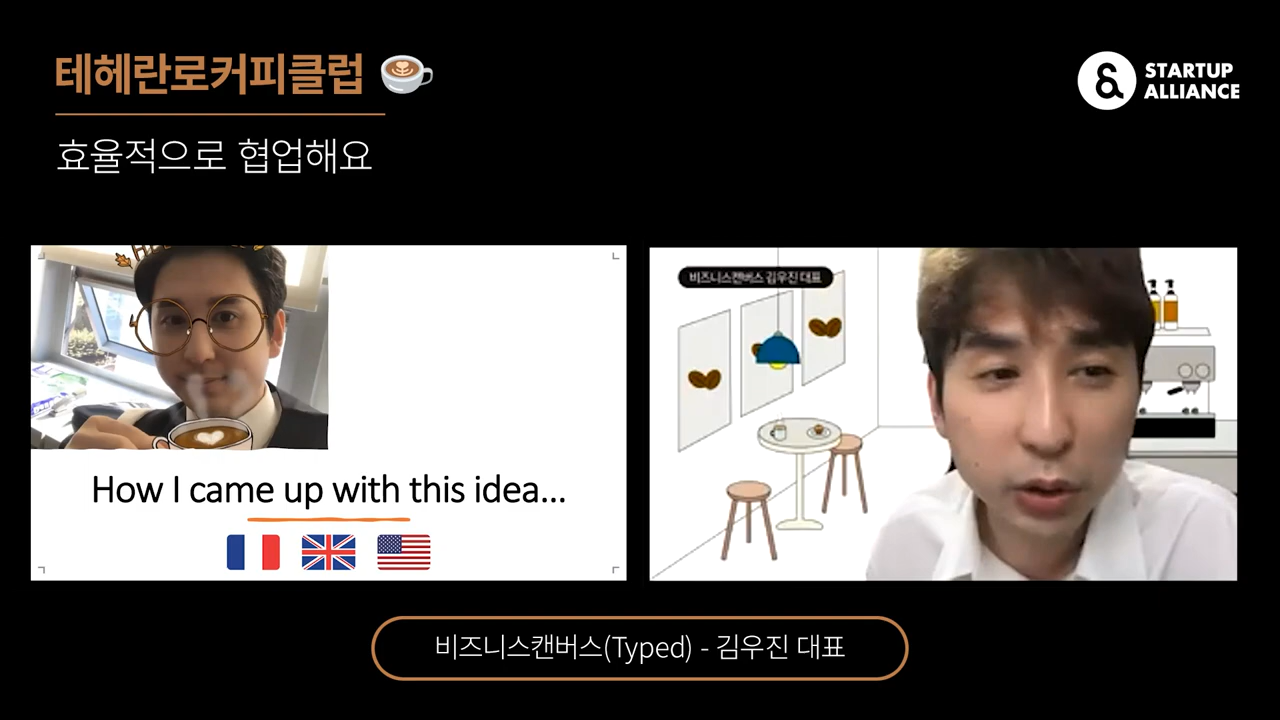 테헤란로커피클럽
STARTUP
ALLIANCE
효율적으로 협업해요
비즈니스캔버스 김우진 대표
How I came up with this idea...
비즈니스캔버스(Typed) - 김우진 대표